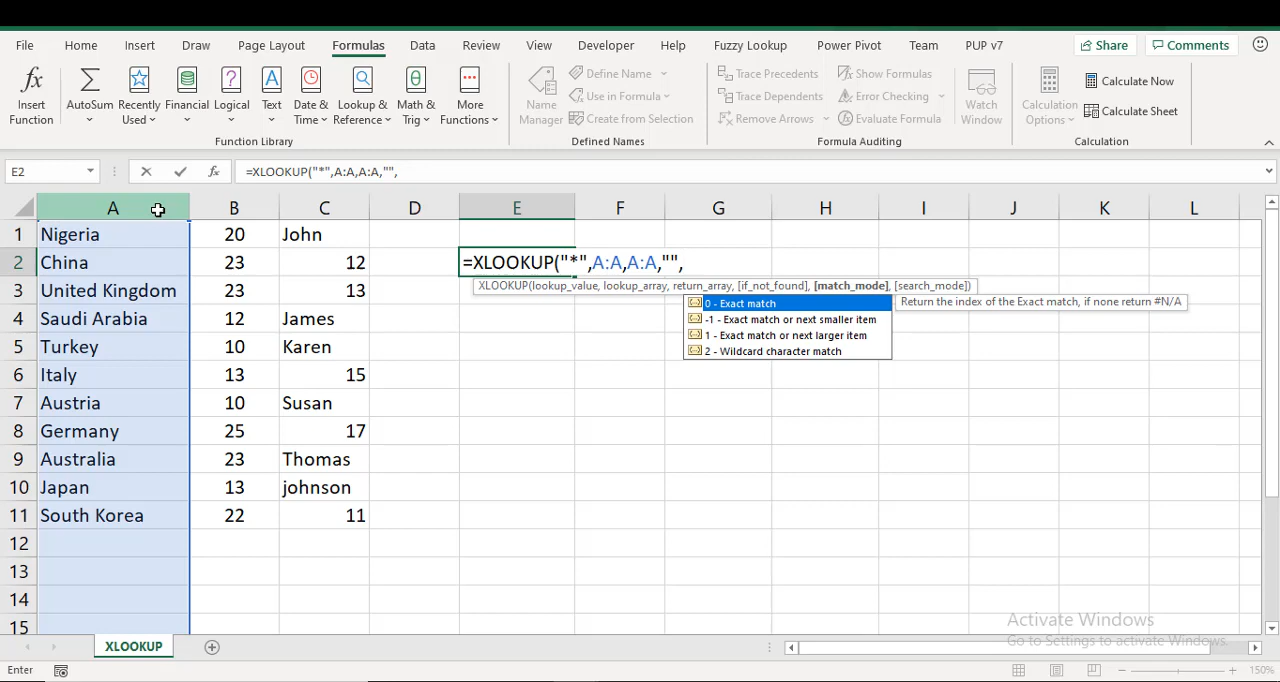 File Home Insert Draw Page Layout Formulas Data Review View Developer Help Fuzzy Lookup Power Pivot Team PUP v7 Share Comments
Insert Function
AutoSum
Recently Used
Financial
Logical
Text
Date & Time
Lookup & Reference
Math & Trig
More Functions
Function Library
Name Manager
Define Name
Use in Formula
Create from Selection
Defined Names
Trace Precedents
Trace Dependents
Remove Arrows
Show Formulas
Error Checking
Evaluate Formula
Watch Window
Formula Auditing
Calculation Options
Calculate Now
Calculate Sheet
Calculation
E2 fx =XLOOKUP("*",A:A,A:A,"",
A B C D E F G H I J K L
1 Nigeria 20 John
2 China 23 12 =XLOOKUP("*",A:A,A:A,"",
XLOOKUP(lookup_value, lookup_array, return_array, [if_not_found], [match_mode], [search_mode])
3 United Kingdom 23 13
0 - Exact match Return the index of the Exact match, if none return #N/A
-1 - Exact match or next smaller item
1 - Exact match or next larger item
2 - Wildcard character match
4 Saudi Arabia 12 James
5 Turkey 10 Karen
6 Italy 13 15
7 Austria 10 Susan
8 Germany 25 17
9 Australia 23 Thomas
10 Japan 13 johnson
11 South Korea 22 11
12
13
14
15
Activate Windows
Go to Settings to activate Windows.
XLOOKUP
Enter 150%